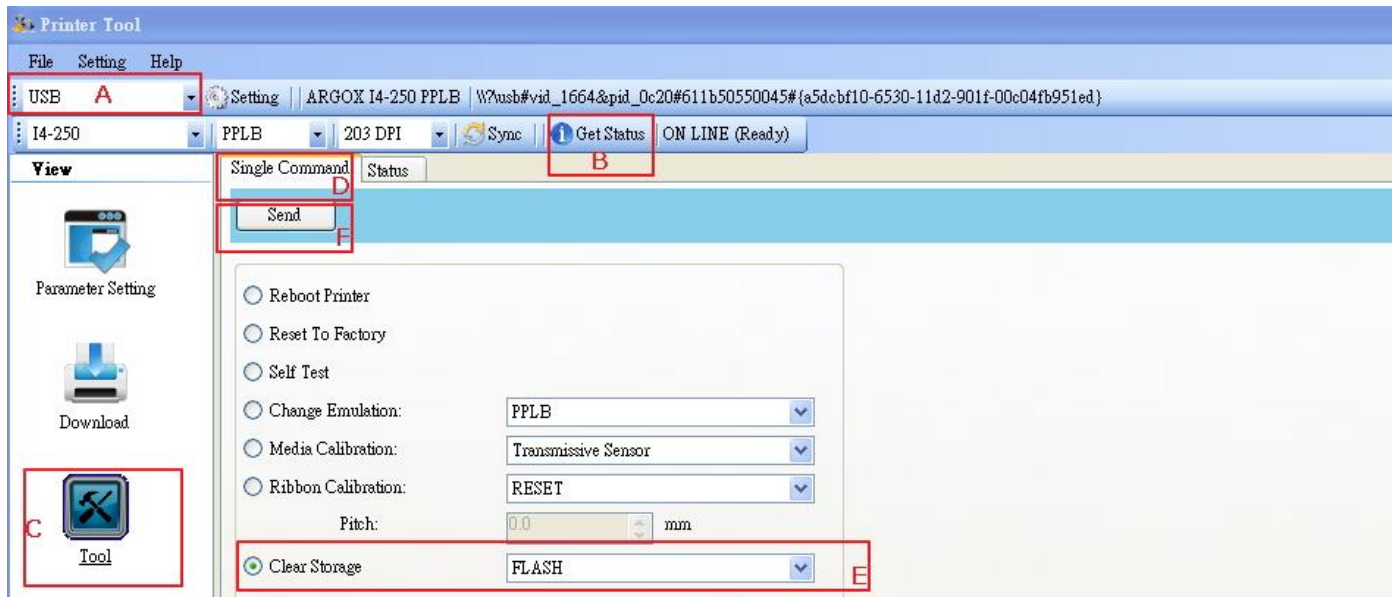 Printer Tool
File Setting Help
USB A Setting ARGOX I4-250 PPLB \\?\usb#vid_1664&pid_0c20#611b50550045#{a5dcbf10-6530-11d2-901f-00c04fb951ed}
I4-250 PPLB 203 DPI Sync Get Status ON LINE (Ready)
B
View Single Command Status
D
Send
F
Parameter Setting
Reboot Printer
Reset To Factory
Self Test
Download
Change Emulation: PPLB
Media Calibration: Transmissive Sensor
Ribbon Calibration: RESET
Pitch: 0.0 mm
C
Tool
Clear Storage FLASH E